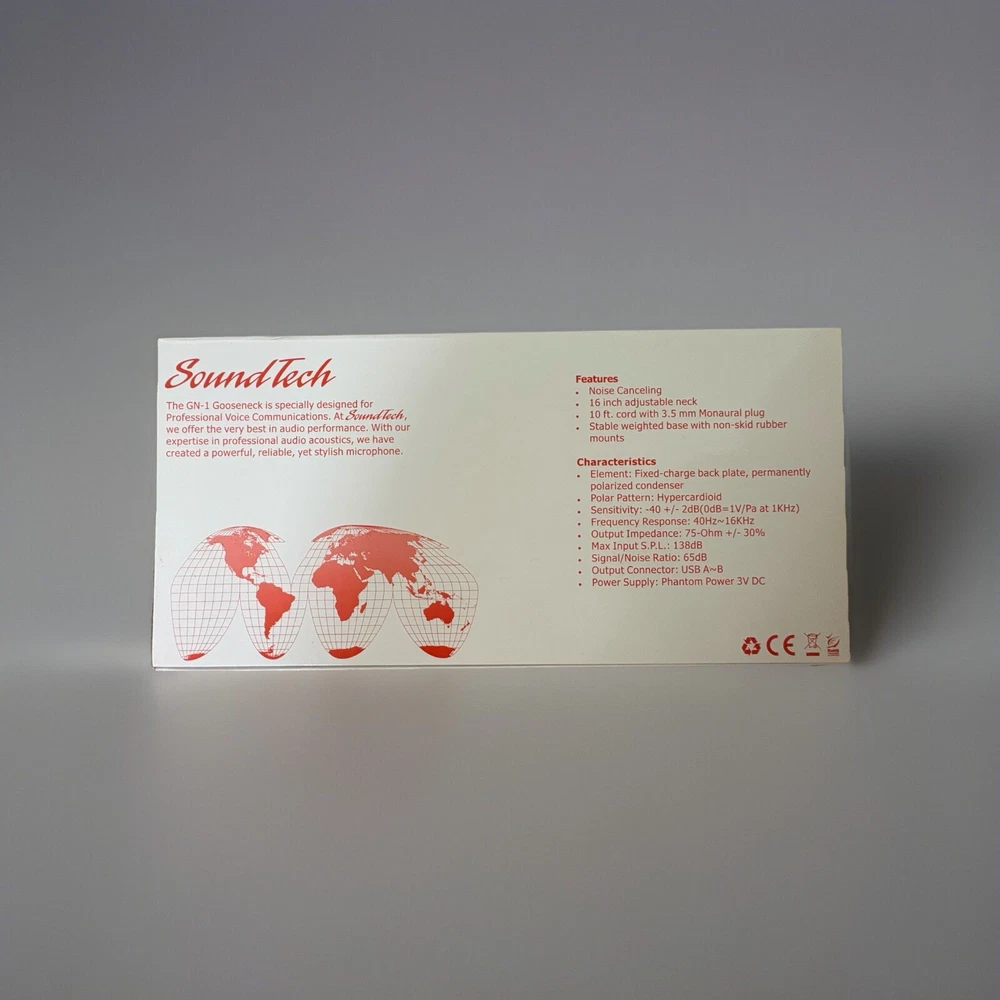 SoundTech
The GN-1 Gooseneck is specially designed for
Professional Voice Communications. At SoundTech,
we offer the very best in audio performance. With our
expertise in professional audio acoustics, we have
created a powerful, reliable, yet stylish microphone.
Features
• Noise Canceling
• 16 inch adjustable neck
• 10 ft. cord with 3.5 mm Monaural plug
• Stable weighted base with non-skid rubber
mounts
Characteristics
• Element: Fixed-charge back plate, permanently
polarized condenser
• Polar Pattern: Hypercardioid
• Sensitivity: -40 +/- 2dB(0dB=1V/Pa at 1KHz)
• Frequency Response: 40Hz~16KHz
• Output Impedance: 75-Ohm +/- 30%
• Max Input S.P.L.: 138dB
• Signal/Noise Ratio: 65dB
• Output Connector: USB A~B
• Power Supply: Phantom Power 3V DC
CE